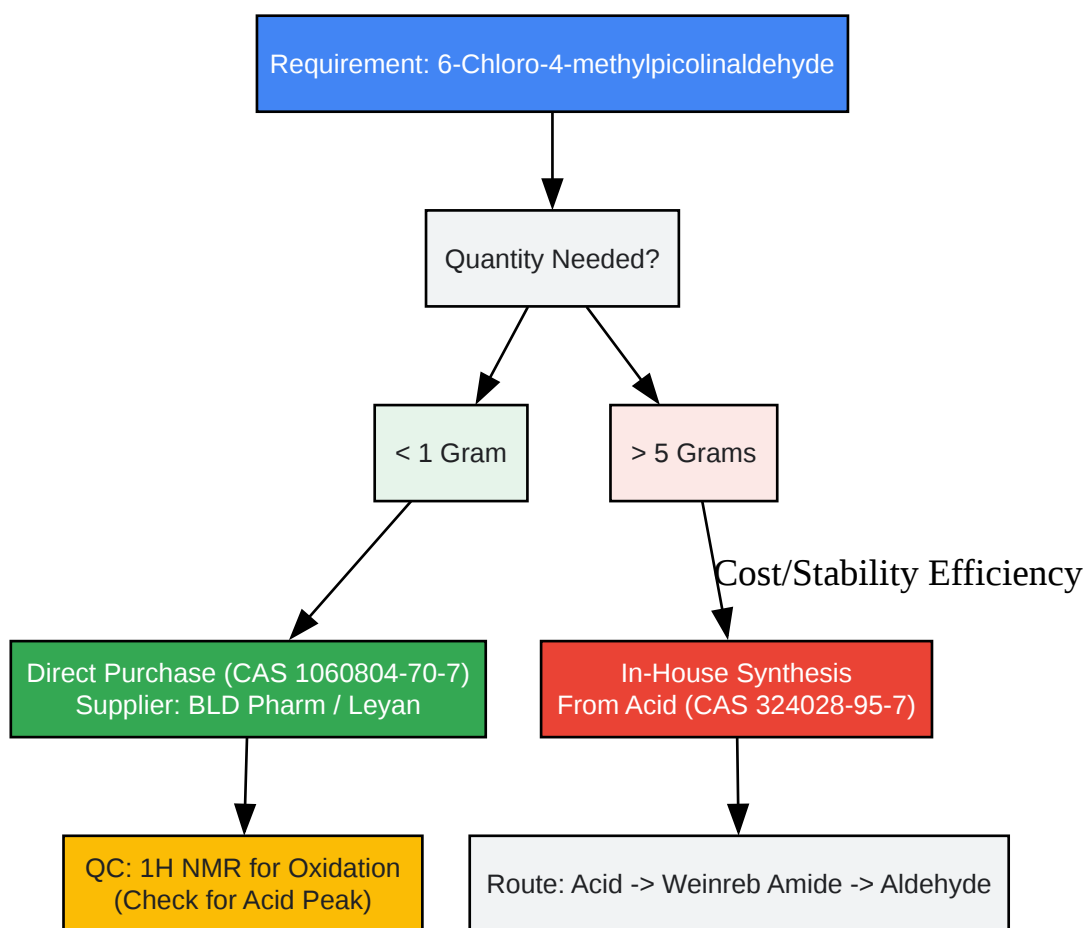 Requirement: 6-Chloro-4-methylpicolinaldehyde
Quantity Needed?
< 1 Gram
> 5 Grams
Cost/Stability Efficiency
Direct Purchase (CAS 1060804-70-7)
Supplier: BLD Pharm / Leyan
In-House Synthesis
From Acid (CAS 324028-95-7)
QC: 1H NMR for Oxidation
(Check for Acid Peak)
Route: Acid -> Weinreb Amide -> Aldehyde